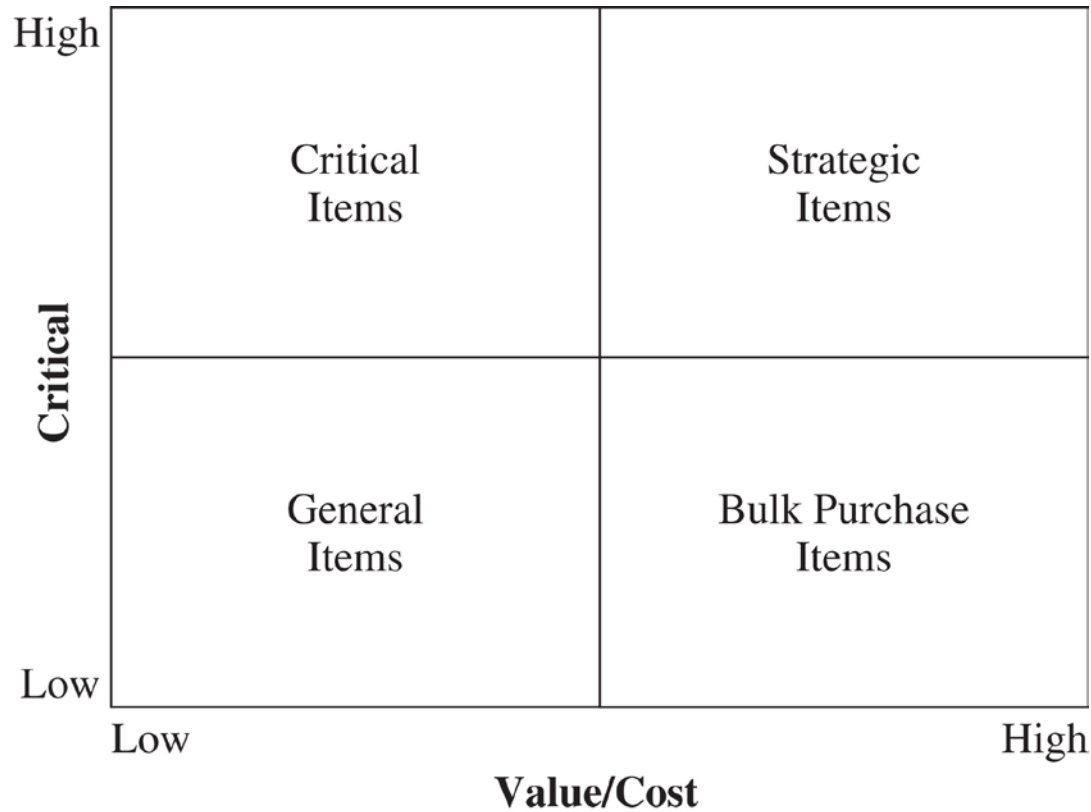 High
Critical
Items
Strategic
Items
Critical
General
Items
Bulk Purchase
Items
Low
Low
High
Value/Cost